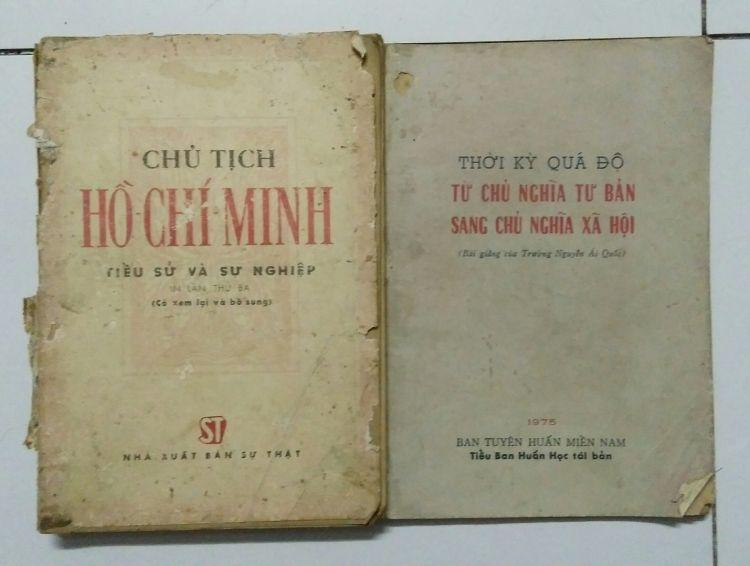 CHỦ TỊCH
HỒ·CHÍ·MINH
TIỂU SỬ VÀ SỰ NGHIỆP
IN LẦN THỨ BA
(Có xem lại và bổ sung)
ST
NHÀ XUẤT BẢN SỰ THẬT
THỜI KỲ QUÁ ĐỘ
TỪ CHỦ NGHĨA TƯ BẢN
SANG CHỦ NGHĨA XÃ HỘI
(Bài giảng của Trường Nguyễn Ái Quốc)
1975
BAN TUYÊN HUẤN MIỀN NAM
Tiểu Ban Huấn Học tái bản